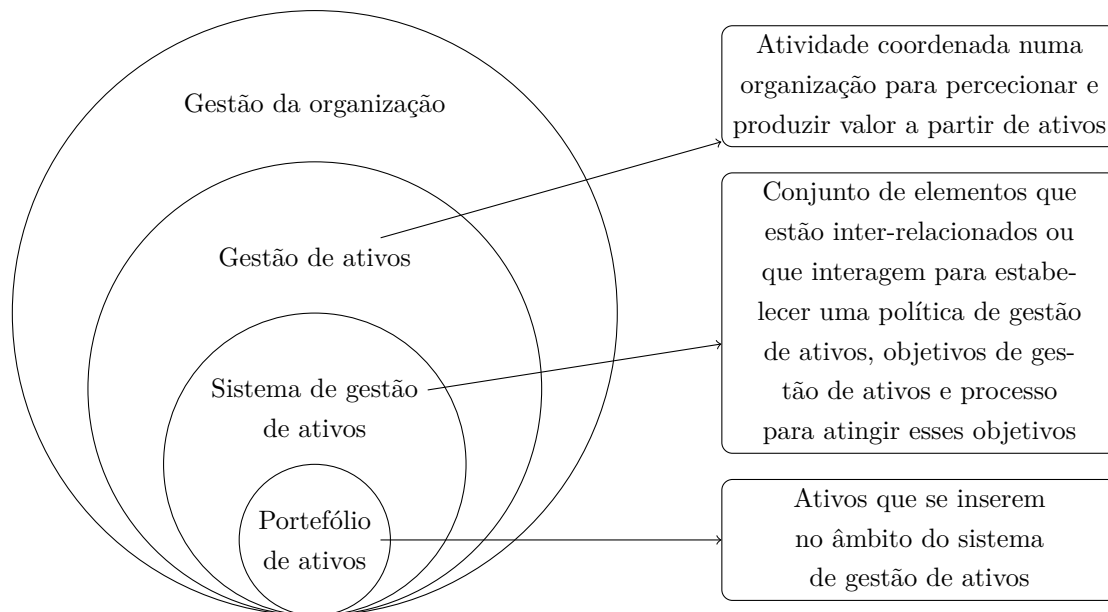 Gestão da organização
Gestão de ativos
Sistema de gestão
de ativos
Portefólio
de ativos
Atividade coordenada numa
organização para percecionar e
produzir valor a partir de ativos
Conjunto de elementos que
estão inter-relacionados ou
que interagem para estabe-
lecer uma política de gestão
de ativos, objetivos de ges-
tão de ativos e processo
para atingir esses objetivos
Ativos que se inserem
no âmbito do sistema
de gestão de ativos